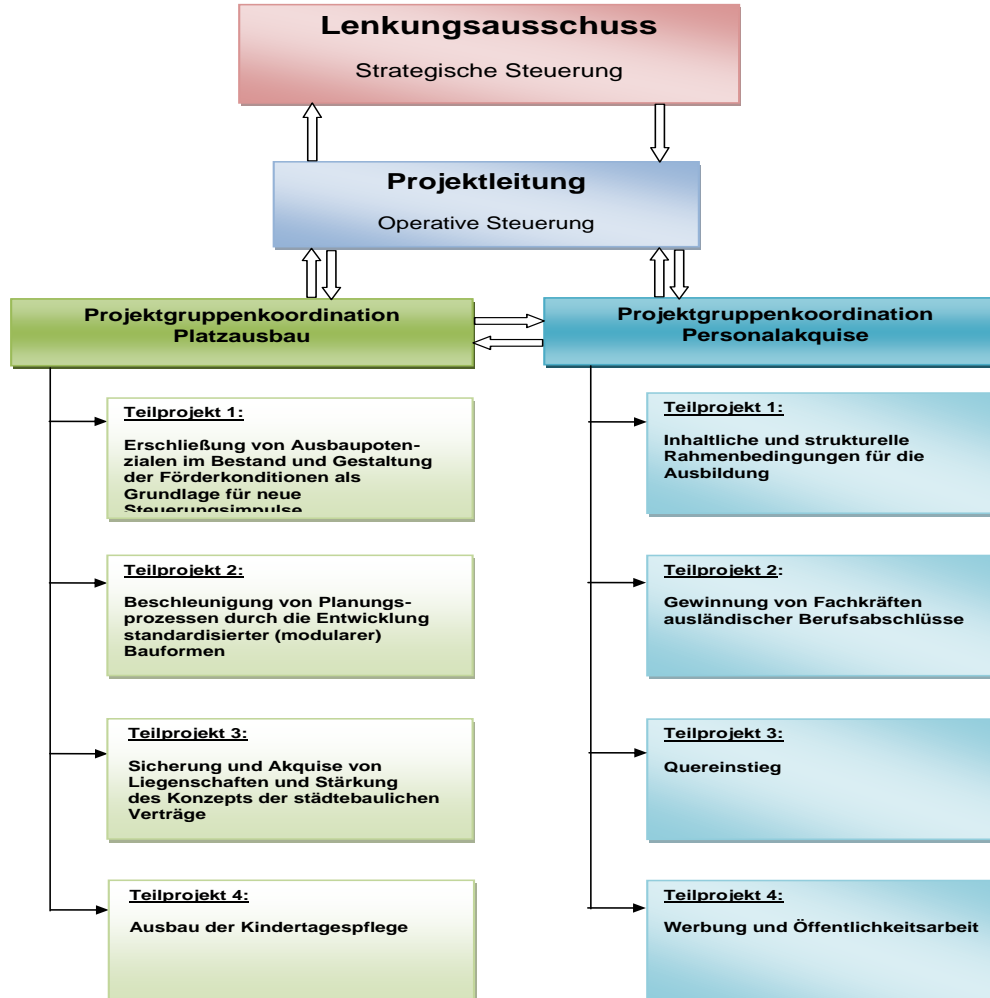 Lenkungsausschuss
Strategische Steuerung
Projektleitung
Operative Steuerung
Projektgruppenkoordination
Platzausbau
Projektgruppenkoordination
Personalakquise
Teilprojekt 1:
Erschließung von Ausbaupoten-
zialen im Bestand und Gestaltung
der Förderkonditionen als
Grundlage für neue
Steuerungsimpulse
Teilprojekt 2:
Beschleunigung von Planungs-
prozessen durch die Entwicklung
standardisierter (modularer)
Bauformen
Teilprojekt 3:
Sicherung und Akquise von
Liegenschaften und Stärkung
des Konzepts der städtebaulichen
Verträge
Teilprojekt 4:
Ausbau der Kindertagespflege
Teilprojekt 1:
Inhaltliche und strukturelle
Rahmenbedingungen für die
Ausbildung
Teilprojekt 2:
Gewinnung von Fachkräften
ausländischer Berufsabschlüsse
Teilprojekt 3:
Quereinstieg
Teilprojekt 4:
Werbung und Öffentlichkeitsarbeit